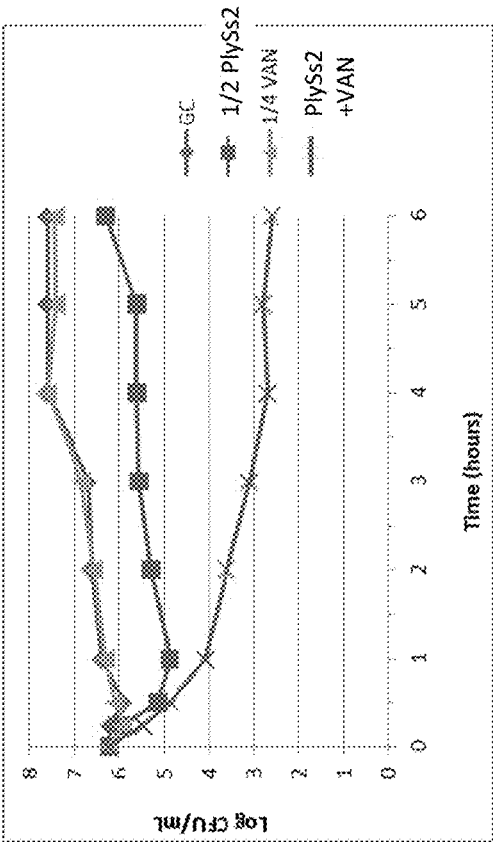 8
7
6
5
4
3
2
1
0
Log CFU/mL
0 1 2 3 4 5 6
Time (hours)
GC
1/2 PlySs2
1/4 VAN
PlySs2
+VAN